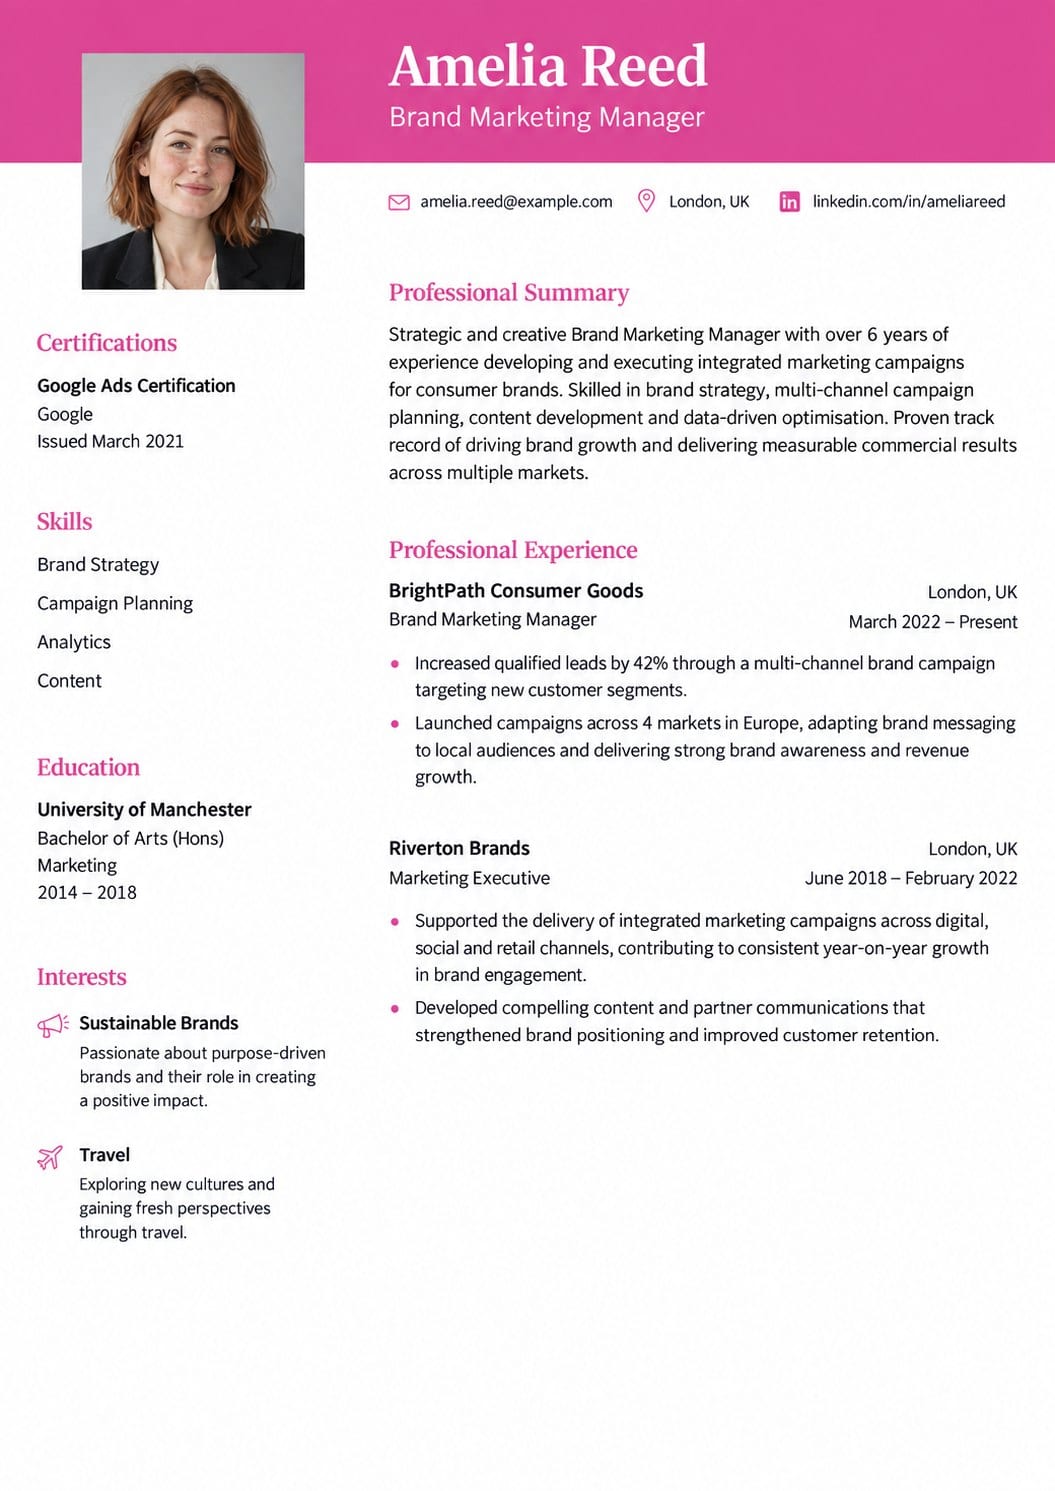 Amelia Reed
Brand Marketing Manager
amelia.reed@example.com
London, UK
linkedin.com/in/ameliareed
Certifications
Google Ads Certification
Google
Issued March 2021
Skills
Brand Strategy
Campaign Planning
Analytics
Content
Education
University of Manchester
Bachelor of Arts (Hons)
Marketing
2014 – 2018
Interests
Sustainable Brands
Passionate about purpose-driven
brands and their role in creating
a positive impact.
Travel
Exploring new cultures and
gaining fresh perspectives
through travel.
Professional Summary
Strategic and creative Brand Marketing Manager with over 6 years of
experience developing and executing integrated marketing campaigns
for consumer brands. Skilled in brand strategy, multi-channel campaign
planning, content development and data-driven optimisation. Proven track
record of driving brand growth and delivering measurable commercial results
across multiple markets.
Professional Experience
BrightPath Consumer Goods
London, UK
Brand Marketing Manager
March 2022 – Present
• Increased qualified leads by 42% through a multi-channel brand campaign
targeting new customer segments.
• Launched campaigns across 4 markets in Europe, adapting brand messaging
to local audiences and delivering strong brand awareness and revenue
growth.
Riverton Brands
London, UK
Marketing Executive
June 2018 – February 2022
• Supported the delivery of integrated marketing campaigns across digital,
social and retail channels, contributing to consistent year-on-year growth
in brand engagement.
• Developed compelling content and partner communications that
strengthened brand positioning and improved customer retention.